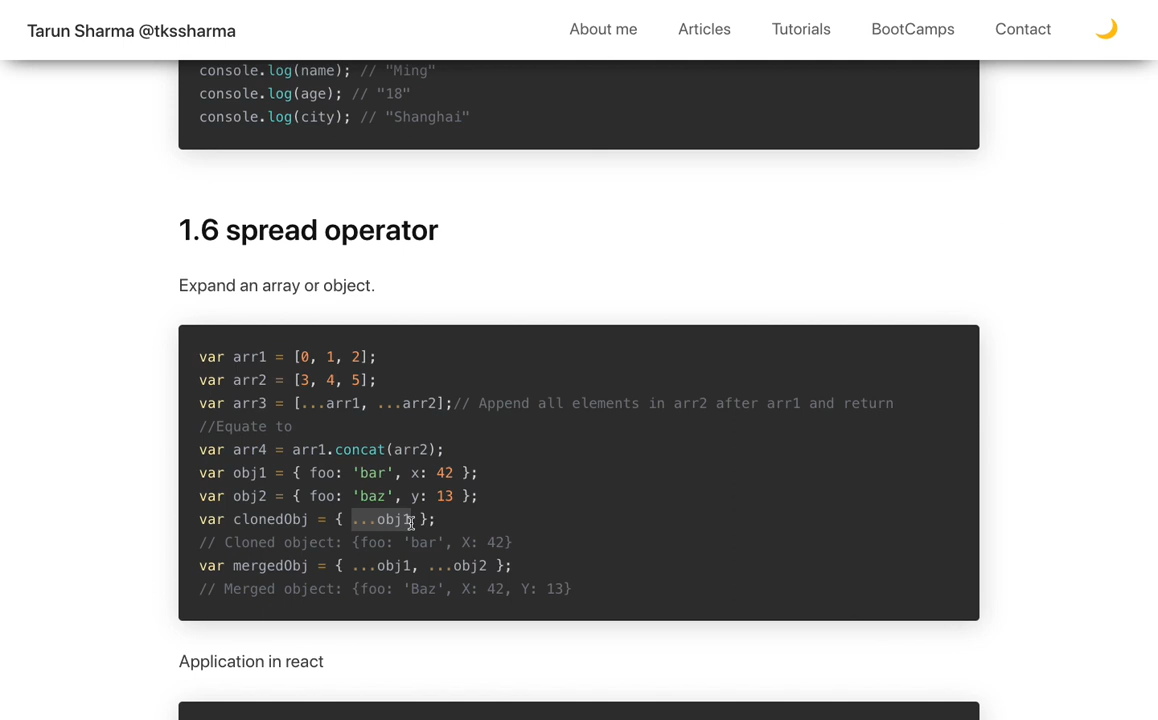 Tarun Sharma @tkssharma
About me Articles Tutorials BootCamps Contact
console.log(name); // "Ming"
console.log(age); // "18"
console.log(city); // "Shanghai"
1.6 spread operator
Expand an array or object.
var arr1 = [0, 1, 2];
var arr2 = [3, 4, 5];
var arr3 = [...arr1, ...arr2];// Append all elements in arr2 after arr1 and return
//Equate to
var arr4 = arr1.concat(arr2);
var obj1 = { foo: 'bar', x: 42 };
var obj2 = { foo: 'baz', y: 13 };
var clonedObj = { ...obj1 };
// Cloned object: {foo: 'bar', X: 42}
var mergedObj = { ...obj1, ...obj2 };
// Merged object: {foo: 'Baz', X: 42, Y: 13}
Application in react